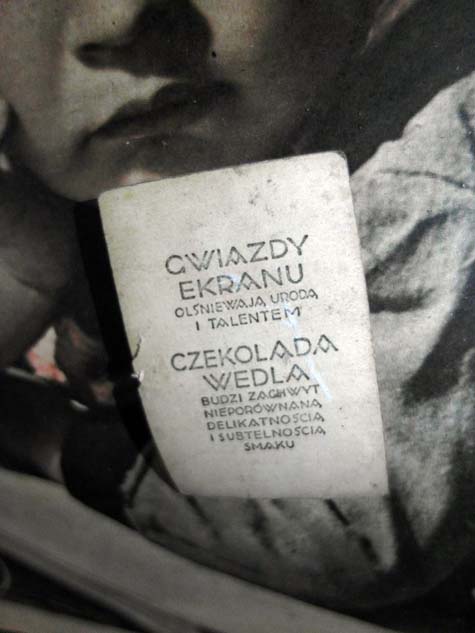 GWIAZDY
EKRANU
OLŚNIEWAJĄ URODĄ
I TALENTEM
CZEKOLADA
WEDLA
BUDZI ZACHWYT
NIEPORÓWNANĄ
DELIKATNOŚCIĄ
I SUBTELNOŚCIĄ
SMAKU